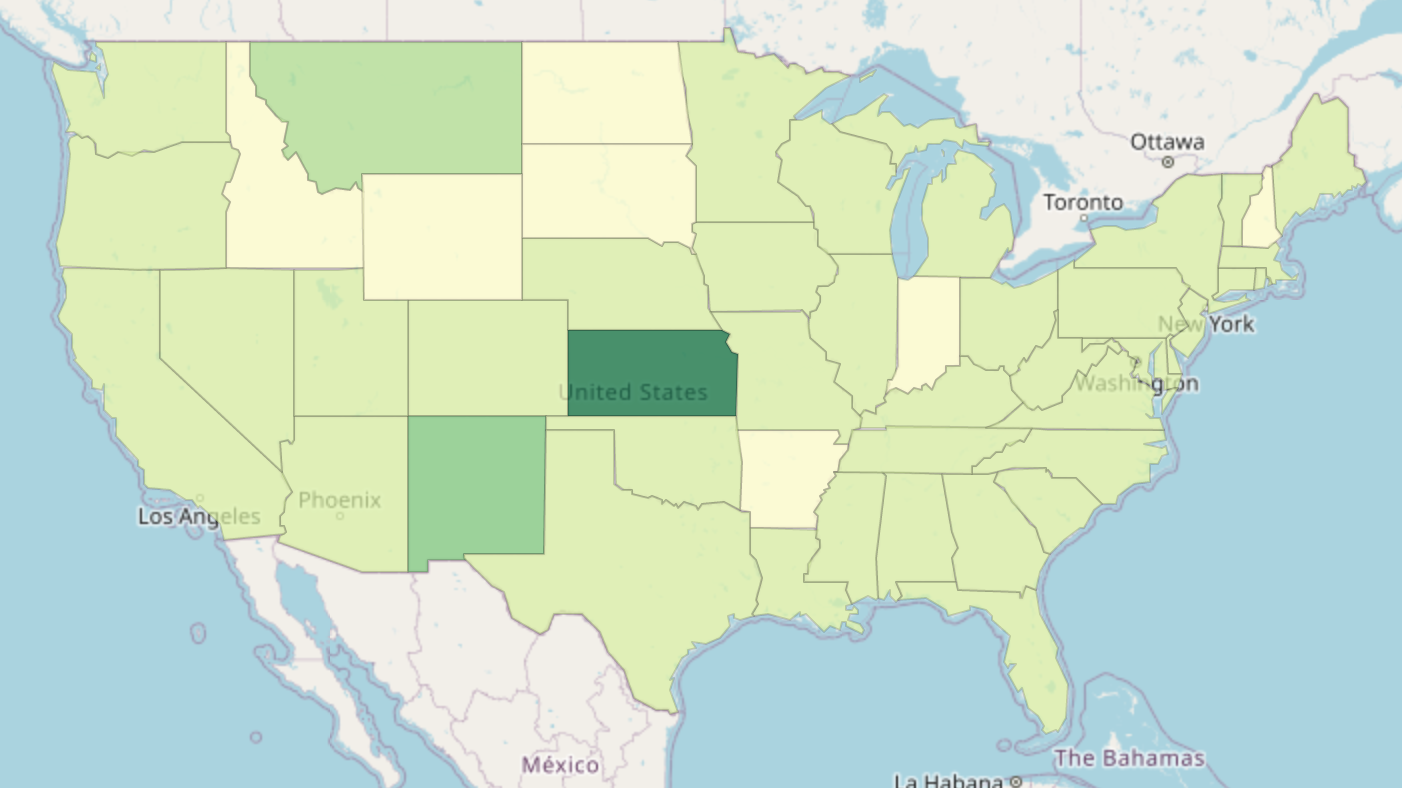 Ottawa
Toronto
New York
Washington
United States
Phoenix
Los Angeles
México
The Bahamas
La Habana